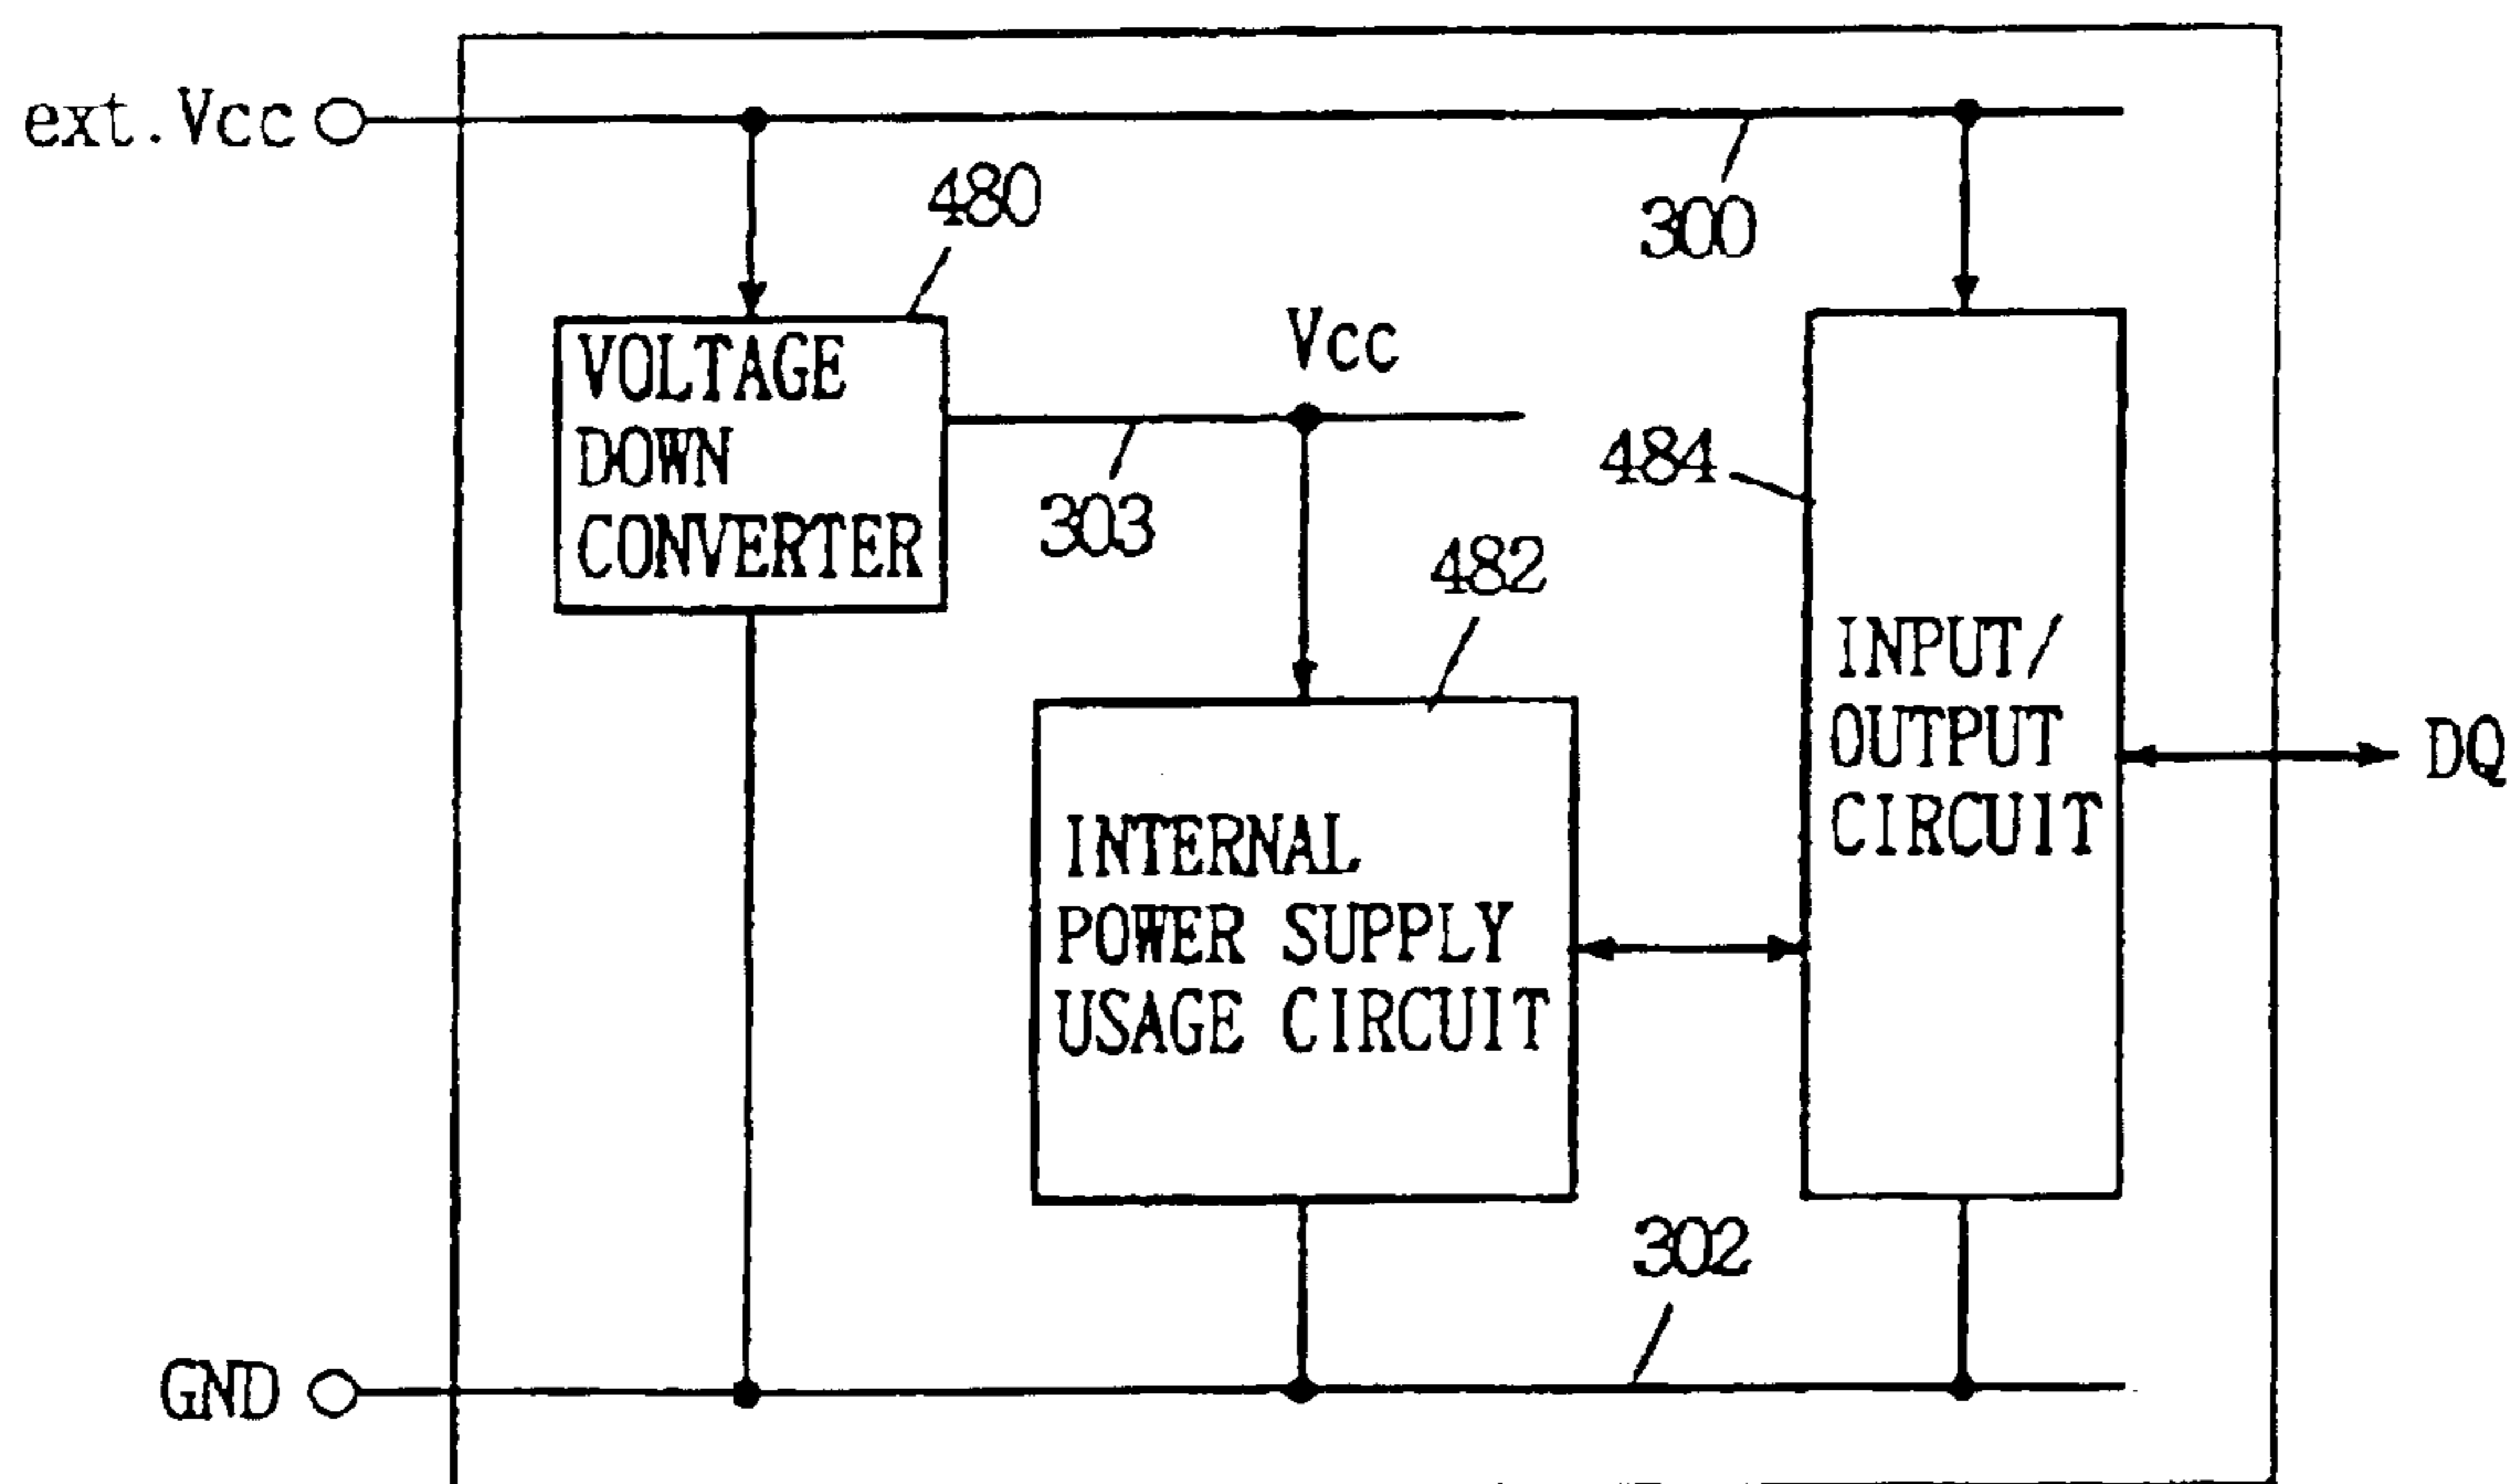 ext.Vcc
480
300
VOLTAGE
DOWN
CONVERTER
Vcc
303
484
482
INPUT/
OUTPUT
CIRCUIT
DQ
INTERNAL
POWER SUPPLY
USAGE CIRCUIT
302
GND